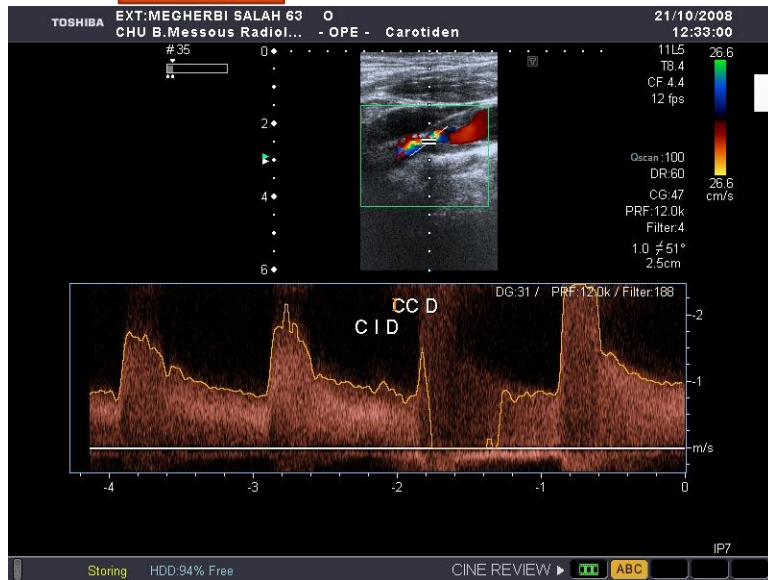 TOSHIBA EXT:MEGHERBI SALAH 63 O 21/10/2008
CHU B.Messous Radiol... - OPE - Carotiden 12:33:00
#35 0 11L5 26.6
T8.4
CF 4.4
12 fps
2
Qscan:100
DR:60 26.6
4 CG:47 cm/s
PRF:12.0k
Filter:4
1.0 ≠ 51°
2.5cm
6
DG:31 / PRF:12.0k / Filter:188
CC D -2
C I D
-1
-m/s
-4 -3 -2 -1 0
IP7
Storing HDD:94% Free CINE REVIEW ABC